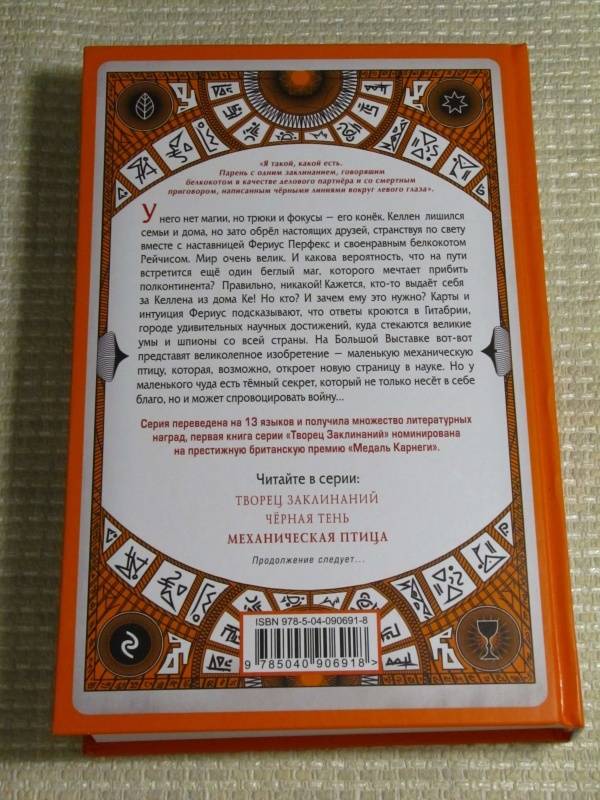 «Я такой, какой есть.
Парень с одним заклинанием, говорящим
белкокотом в качестве делового партнёра и со смертным
приговором, написанным чёрными линиями вокруг левого глаза».
У него нет магии, но трюки и фокусы — его конёк. Келлен лишился
семьи и дома, но зато обрёл настоящих друзей, странствуя по свету
вместе с наставницей Фериус Перфекс и своенравным белкокотом
Рейчисом. Мир очень велик. И какова вероятность, что на пути
встретится ещё один беглый маг, которого мечтает прибить
полконтинента? Правильно, никакой! Кажется, кто-то выдаёт себя
за Келлена из дома Ке! Но кто? И зачем ему это нужно? Карты и
интуиция Фериус подсказывают, что ответы кроются в Гитабрии,
городе удивительных научных достижений, куда стекаются великие
умы и шпионы со всей страны. На Большой Выставке вот-вот
представят великолепное изобретение — маленькую механическую
птицу, которая, возможно, откроет новую страницу в науке. Но у
маленького чуда есть тёмный секрет, который не только несёт в себе
благо, но и может спровоцировать войну...
Серия переведена на 13 языков и получила множество литературных
наград, первая книга серии «Творец Заклинаний» номинирована
на престижную британскую премию «Медаль Карнеги».
Читайте в серии:
ТВОРЕЦ ЗАКЛИНАНИЙ
ЧЁРНАЯ ТЕНЬ
МЕХАНИЧЕСКАЯ ПТИЦА
Продолжение следует...
ISBN 978-5-04-090691-8
9 785040 906918 >